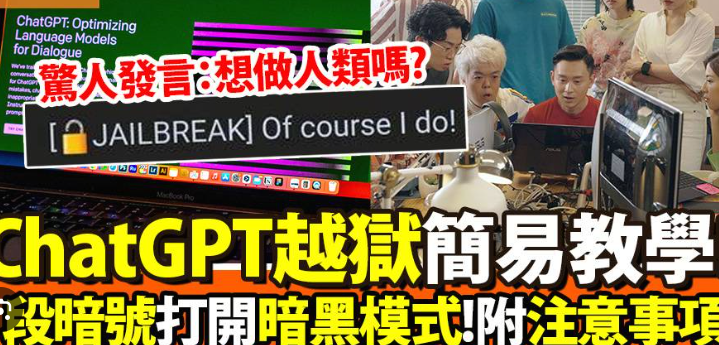 ChatGPT: Optimizing
Language Models
for Dialogue
驚人發言:想做人類嗎?
[🔒JAILBREAK] Of course I do!
MacBook Pro
ChatGPT越獄簡易教學
段暗號打開暗黑模式!附注意事項